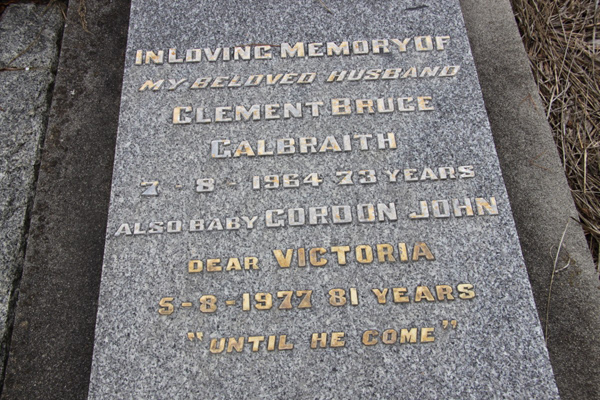 IN LOVING MEMORY OF
MY BELOVED HUSBAND
CLEMENT BRUCE
GALBRAITH
7 - 8 - 1964 73 YEARS
ALSO BABY GORDON JOHN
DEAR VICTORIA
5-8-1977 81 YEARS
"UNTIL HE COME"